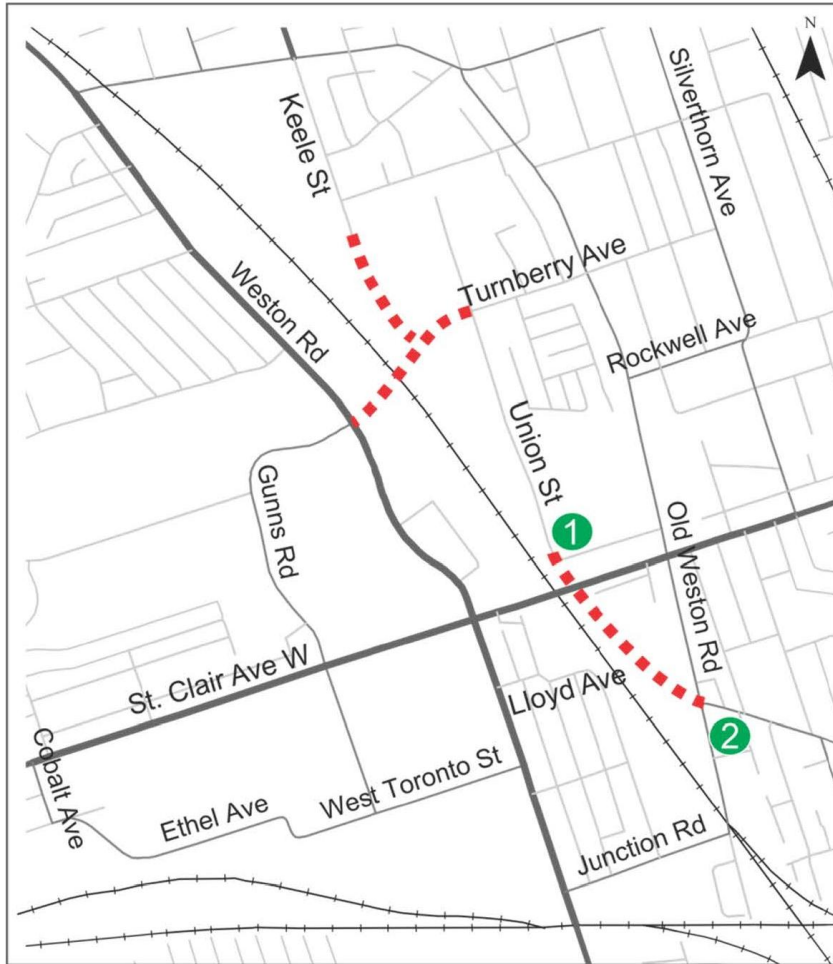 N
Keele St
Silverthorn Ave
Weston Rd
Turnberry Ave
Rockwell Ave
Union St
Gunns Rd
1
Old Weston Rd
St. Clair Ave W
Lloyd Ave
2
Cobalt Ave
Ethel Ave
West Toronto St
Junction Rd